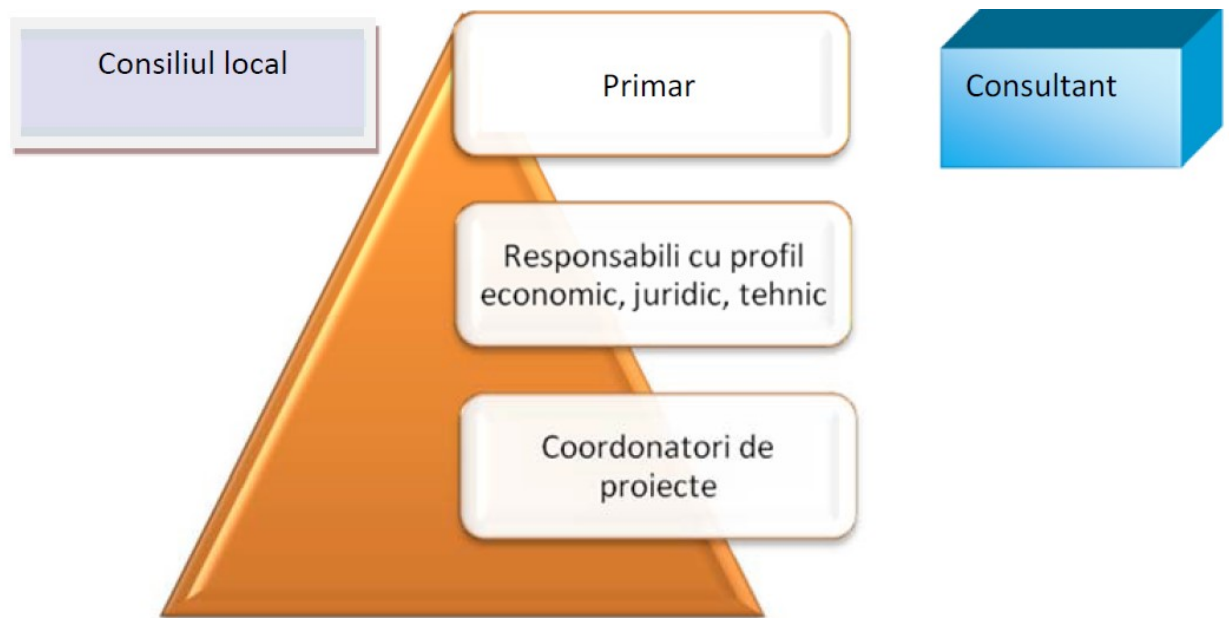 Consiliul local
Primar
Consultant
Responsabili cu profil
economic, juridic, tehnic
Coordonatori de
proiecte